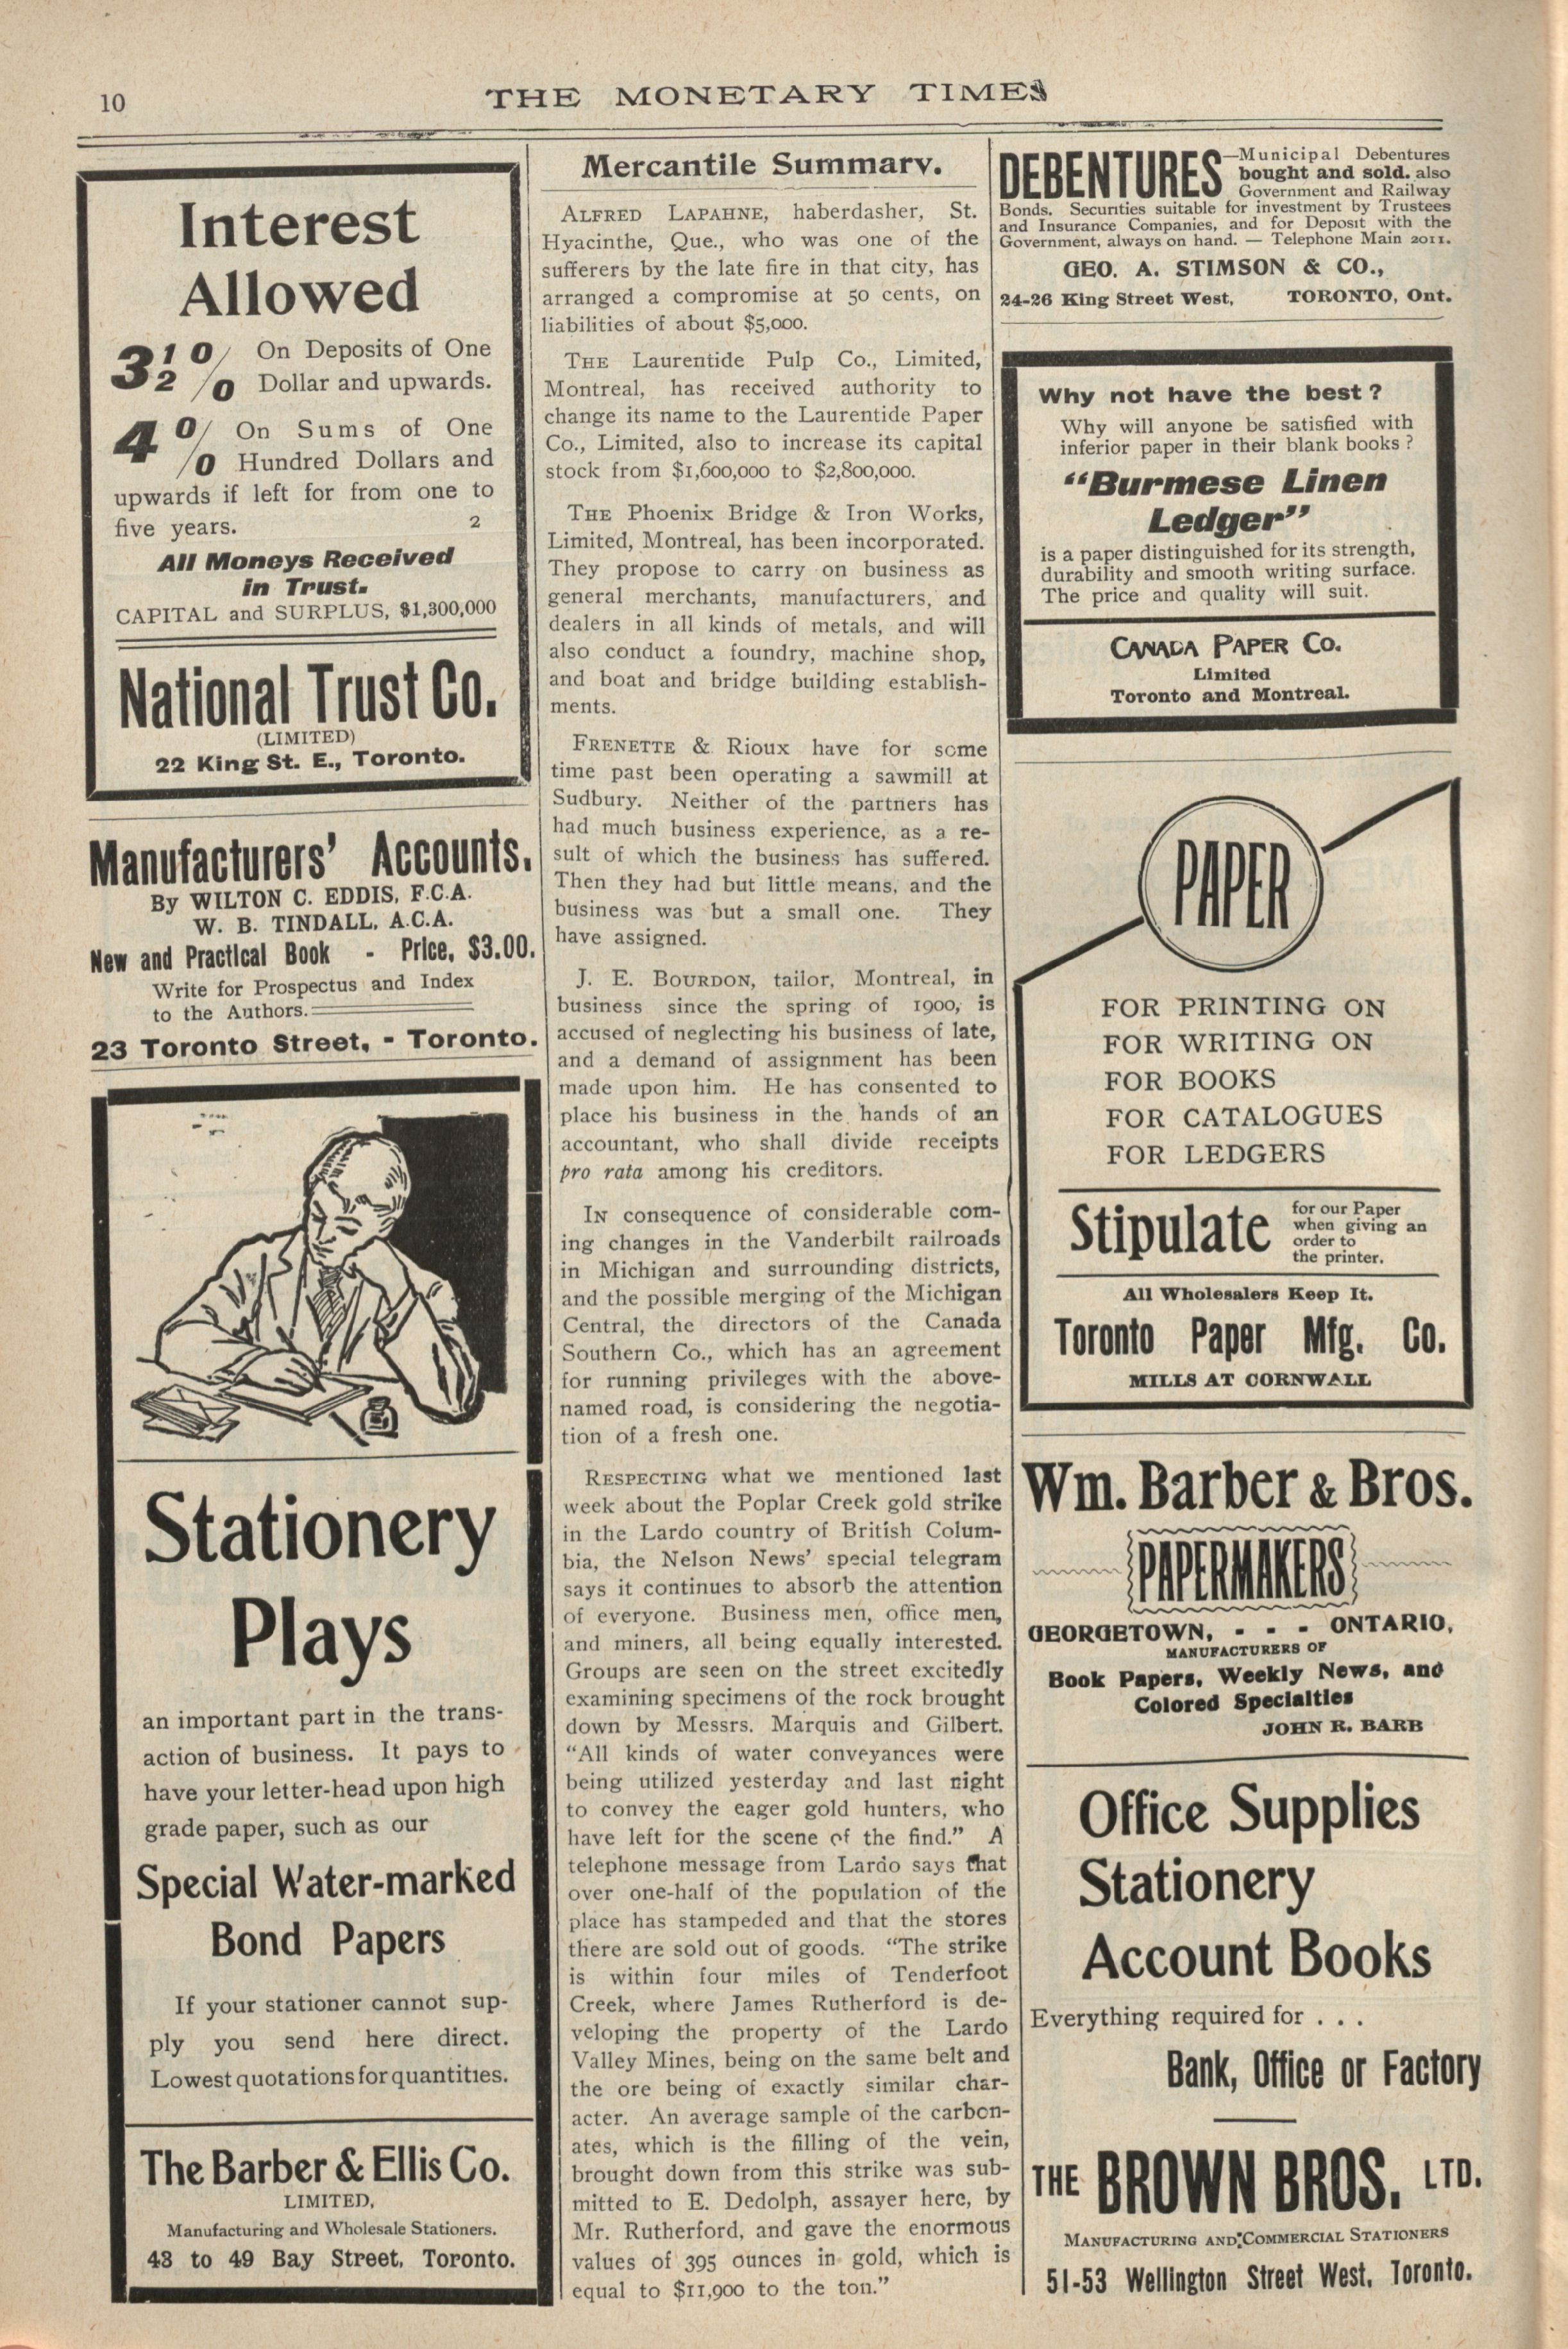 10
THE MONETARY TIMES
Interest
Allowed
3½% On Deposits of One
Dollar and upwards.
4% On Sums of One
Hundred Dollars and
upwards if left for from one to
five years. 2
All Moneys Received
in Trust.
CAPITAL and SURPLUS, $1,300,000
National Trust Co.
(LIMITED)
22 King St. E., Toronto.
Manufacturers' Accounts.
By WILTON C. EDDIS, F.C.A.
W. B. TINDALL, A.C.A.
New and Practical Book - Price, $3.00.
Write for Prospectus and Index
to the Authors.
23 Toronto Street, - Toronto.
Stationery
Plays
an important part in the trans-
action of business. It pays to
have your letter-head upon high
grade paper, such as our
Special Water-marked
Bond Papers
If your stationer cannot sup-
ply you send here direct.
Lowest quotations for quantities.
The Barber & Ellis Co.
LIMITED,
Manufacturing and Wholesale Stationers.
43 to 49 Bay Street, Toronto.
Mercantile Summary.
ALFRED LAPAHNE, haberdasher, St.
Hyacinthe, Que., who was one of the
sufferers by the late fire in that city, has
arranged a compromise at 50 cents, on
liabilities of about $5,000.
THE Laurentide Pulp Co., Limited,
Montreal, has received authority to
change its name to the Laurentide Paper
Co., Limited, also to increase its capital
stock from $1,600,000 to $2,800,000.
THE Phoenix Bridge & Iron Works,
Limited, Montreal, has been incorporated.
They propose to carry on business as
general merchants, manufacturers, and
dealers in all kinds of metals, and will
also conduct a foundry, machine shop,
and boat and bridge building establish-
ments.
FRENETTE & Rioux have for some
time past been operating a sawmill at
Sudbury. Neither of the partners has
had much business experience, as a re-
sult of which the business has suffered.
Then they had but little means, and the
business was but a small one. They
have assigned.
J. E. BOURDON, tailor, Montreal, in
business since the spring of 1900, is
accused of neglecting his business of late,
and a demand of assignment has been
made upon him. He has consented to
place his business in the hands of an
accountant, who shall divide receipts
pro rata among his creditors.
IN consequence of considerable com-
ing changes in the Vanderbilt railroads
in Michigan and surrounding districts,
and the possible merging of the Michigan
Central, the directors of the Canada
Southern Co., which has an agreement
for running privileges with the above-
named road, is considering the negotia-
tion of a fresh one.
RESPECTING what we mentioned last
week about the Poplar Creek gold strike
in the Lardo country of British Colum-
bia, the Nelson News' special telegram
says it continues to absorb the attention
of everyone. Business men, office men,
and miners, all being equally interested.
Groups are seen on the street excitedly
examining specimens of the rock brought
down by Messrs. Marquis and Gilbert.
"All kinds of water conveyances were
being utilized yesterday and last night
to convey the eager gold hunters, who
have left for the scene of the find." A
telephone message from Lardo says that
over one-half of the population of the
place has stampeded and that the stores
there are sold out of goods. "The strike
is within four miles of Tenderfoot
Creek, where James Rutherford is de-
veloping the property of the Lardo
Valley Mines, being on the same belt and
the ore being of exactly similar char-
acter. An average sample of the carbon-
ates, which is the filling of the vein,
brought down from this strike was sub-
mitted to E. Dedolph, assayer here, by
Mr. Rutherford, and gave the enormous
values of 395 ounces in gold, which is
equal to $11,900 to the ton."
DEBENTURES—Municipal Debentures
bought and sold. also
Government and Railway
Bonds. Securities suitable for investment by Trustees
and Insurance Companies, and for Deposit with the
Government, always on hand. — Telephone Main 2011.
GEO. A. STIMSON & CO.,
24-26 King Street West, TORONTO, Ont.
Why not have the best?
Why will anyone be satisfied with
inferior paper in their blank books?
"Burmese Linen
Ledger"
is a paper distinguished for its strength,
durability and smooth writing surface.
The price and quality will suit.
CANADA PAPER CO.
Limited
Toronto and Montreal.
PAPER
FOR PRINTING ON
FOR WRITING ON
FOR BOOKS
FOR CATALOGUES
FOR LEDGERS
Stipulate for our Paper
when giving an
order to
the printer.
All Wholesalers Keep It.
Toronto Paper Mfg. Co.
MILLS AT CORNWALL
Wm. Barber & Bros.
PAPERMAKERS
GEORGETOWN, - - - ONTARIO,
MANUFACTURERS OF
Book Papers, Weekly News, and
Colored Specialties
JOHN R. BARB
Office Supplies
Stationery
Account Books
Everything required for . . .
Bank, Office or Factory
THE BROWN BROS. LTD.
MANUFACTURING AND COMMERCIAL STATIONERS
51-53 Wellington Street West, Toronto.